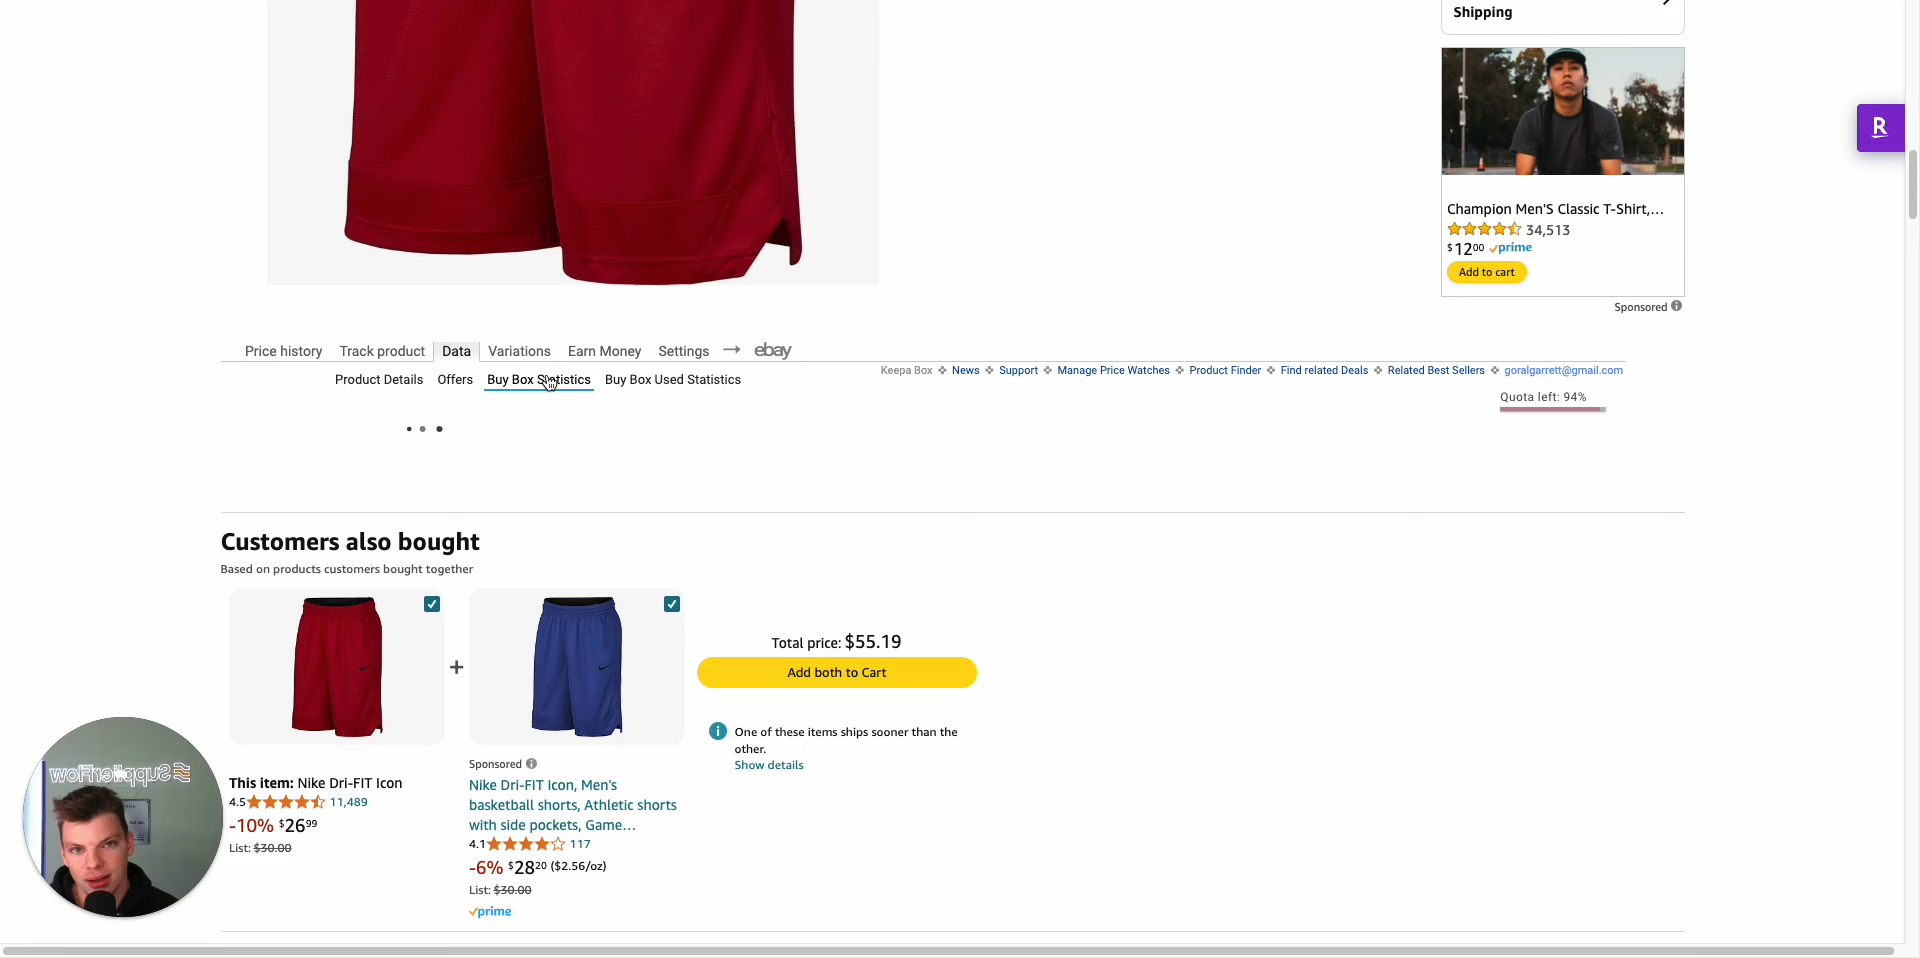 Shipping
R
Champion Men'S Classic T-Shirt,...
34,513
$1200 prime
Add to cart
Sponsored
Price history Track product Data Variations Earn Money Settings → ebay
Product Details Offers Buy Box Statistics Buy Box Used Statistics
Keepa Box ❖ News ❖ Support ❖ Manage Price Watches ❖ Product Finder ❖ Find related Deals ❖ Related Best Sellers ❖ goralgarrett@gmail.com
Quota left: 94%
Customers also bought
Based on products customers bought together
+
Total price: $55.19
Add both to Cart
One of these items ships sooner than the
other.
Show details
SupplierFlow
This item: Nike Dri-FIT Icon
4.5 11,489
-10% $2699
List: $30.00
Sponsored
Nike Dri-FIT Icon, Men's
basketball shorts, Athletic shorts
with side pockets, Game...
4.1 117
-6% $2820 ($2.56/oz)
List: $30.00
prime